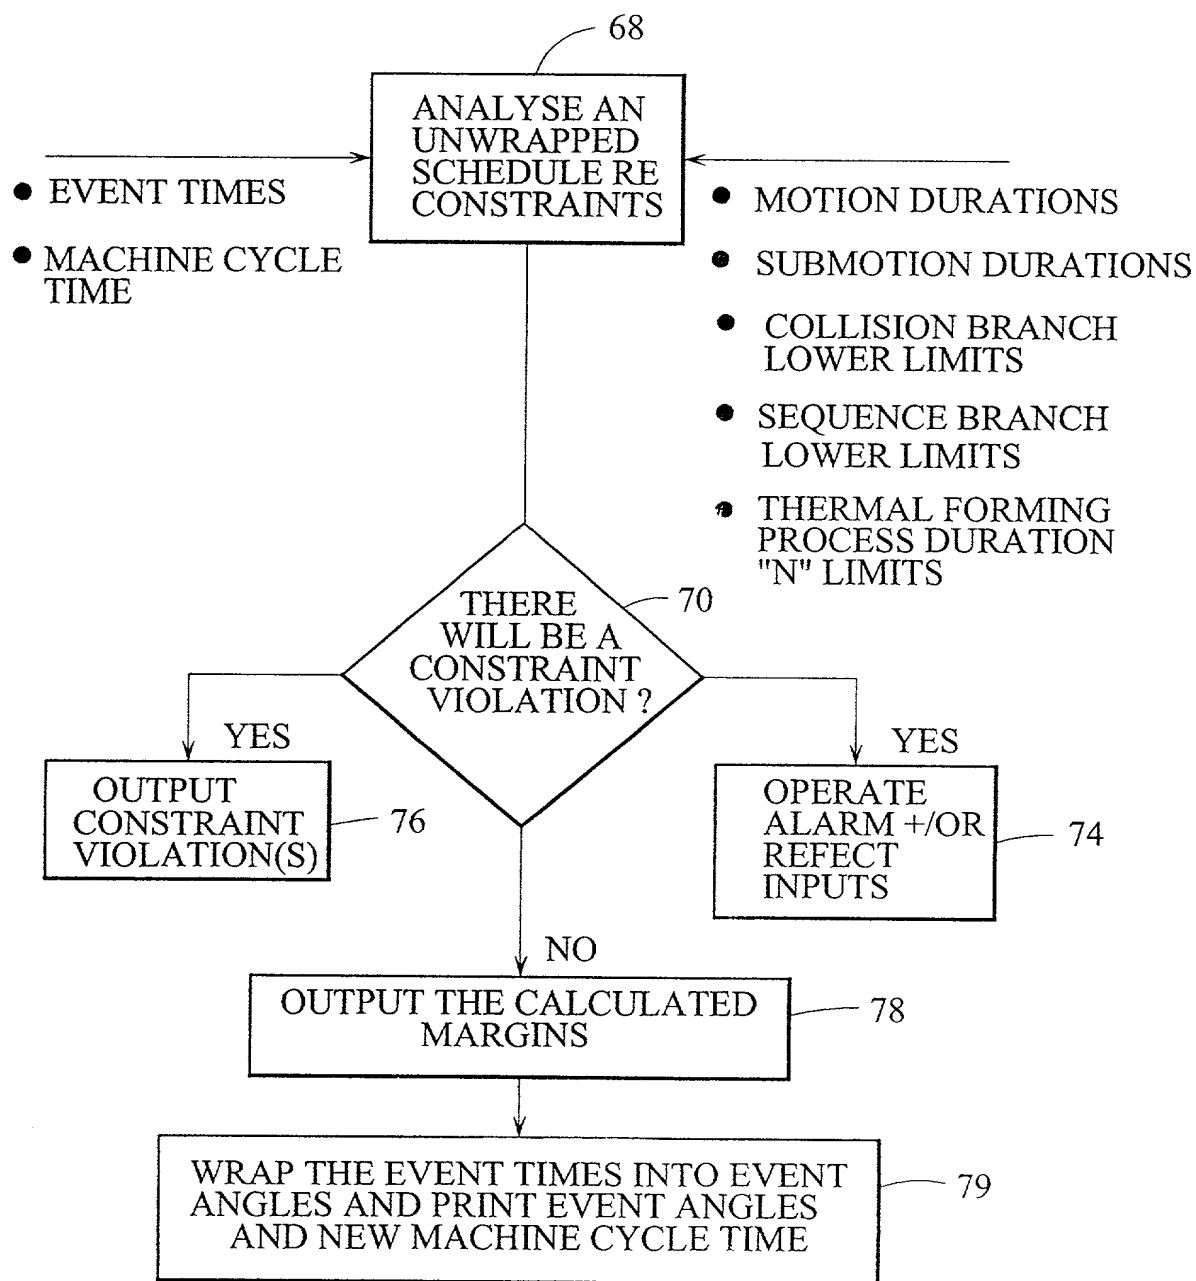 68
ANALYSE AN
UNWRAPPED
SCHEDULE RE
CONSTRAINTS
● EVENT TIMES
● MACHINE CYCLE
TIME
● MOTION DURATIONS
● SUBMOTION DURATIONS
● COLLISION BRANCH
LOWER LIMITS
● SEQUENCE BRANCH
LOWER LIMITS
● THERMAL FORMING
PROCESS DURATION
"N" LIMITS
70
THERE
WILL BE A
CONSTRAINT
VIOLATION ?
YES
OUTPUT
CONSTRAINT
VIOLATION(S)
76
YES
OPERATE
ALARM +/OR
REFECT
INPUTS
74
NO
OUTPUT THE CALCULATED
MARGINS
78
WRAP THE EVENT TIMES INTO EVENT
ANGLES AND PRINT EVENT ANGLES
AND NEW MACHINE CYCLE TIME
79